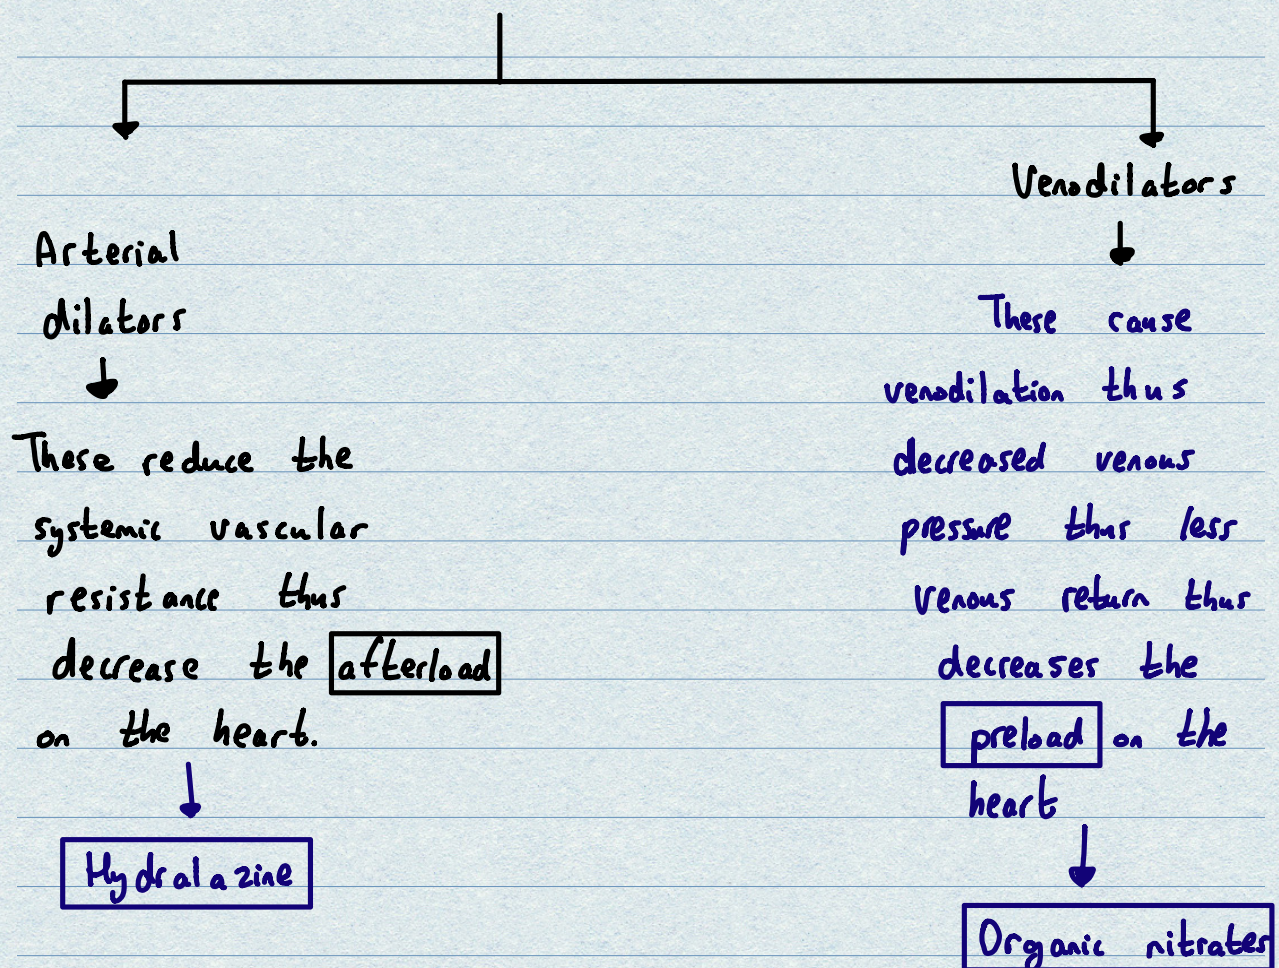 Arterial
dilators
These reduce the
systemic vascular
resistance thus
decrease the afterload
on the heart.
Hydralazine
Venodilators
These cause
venodilation thus
decreased venous
pressure thus less
venous return thus
decreases the
preload on the
heart
Organic nitrates